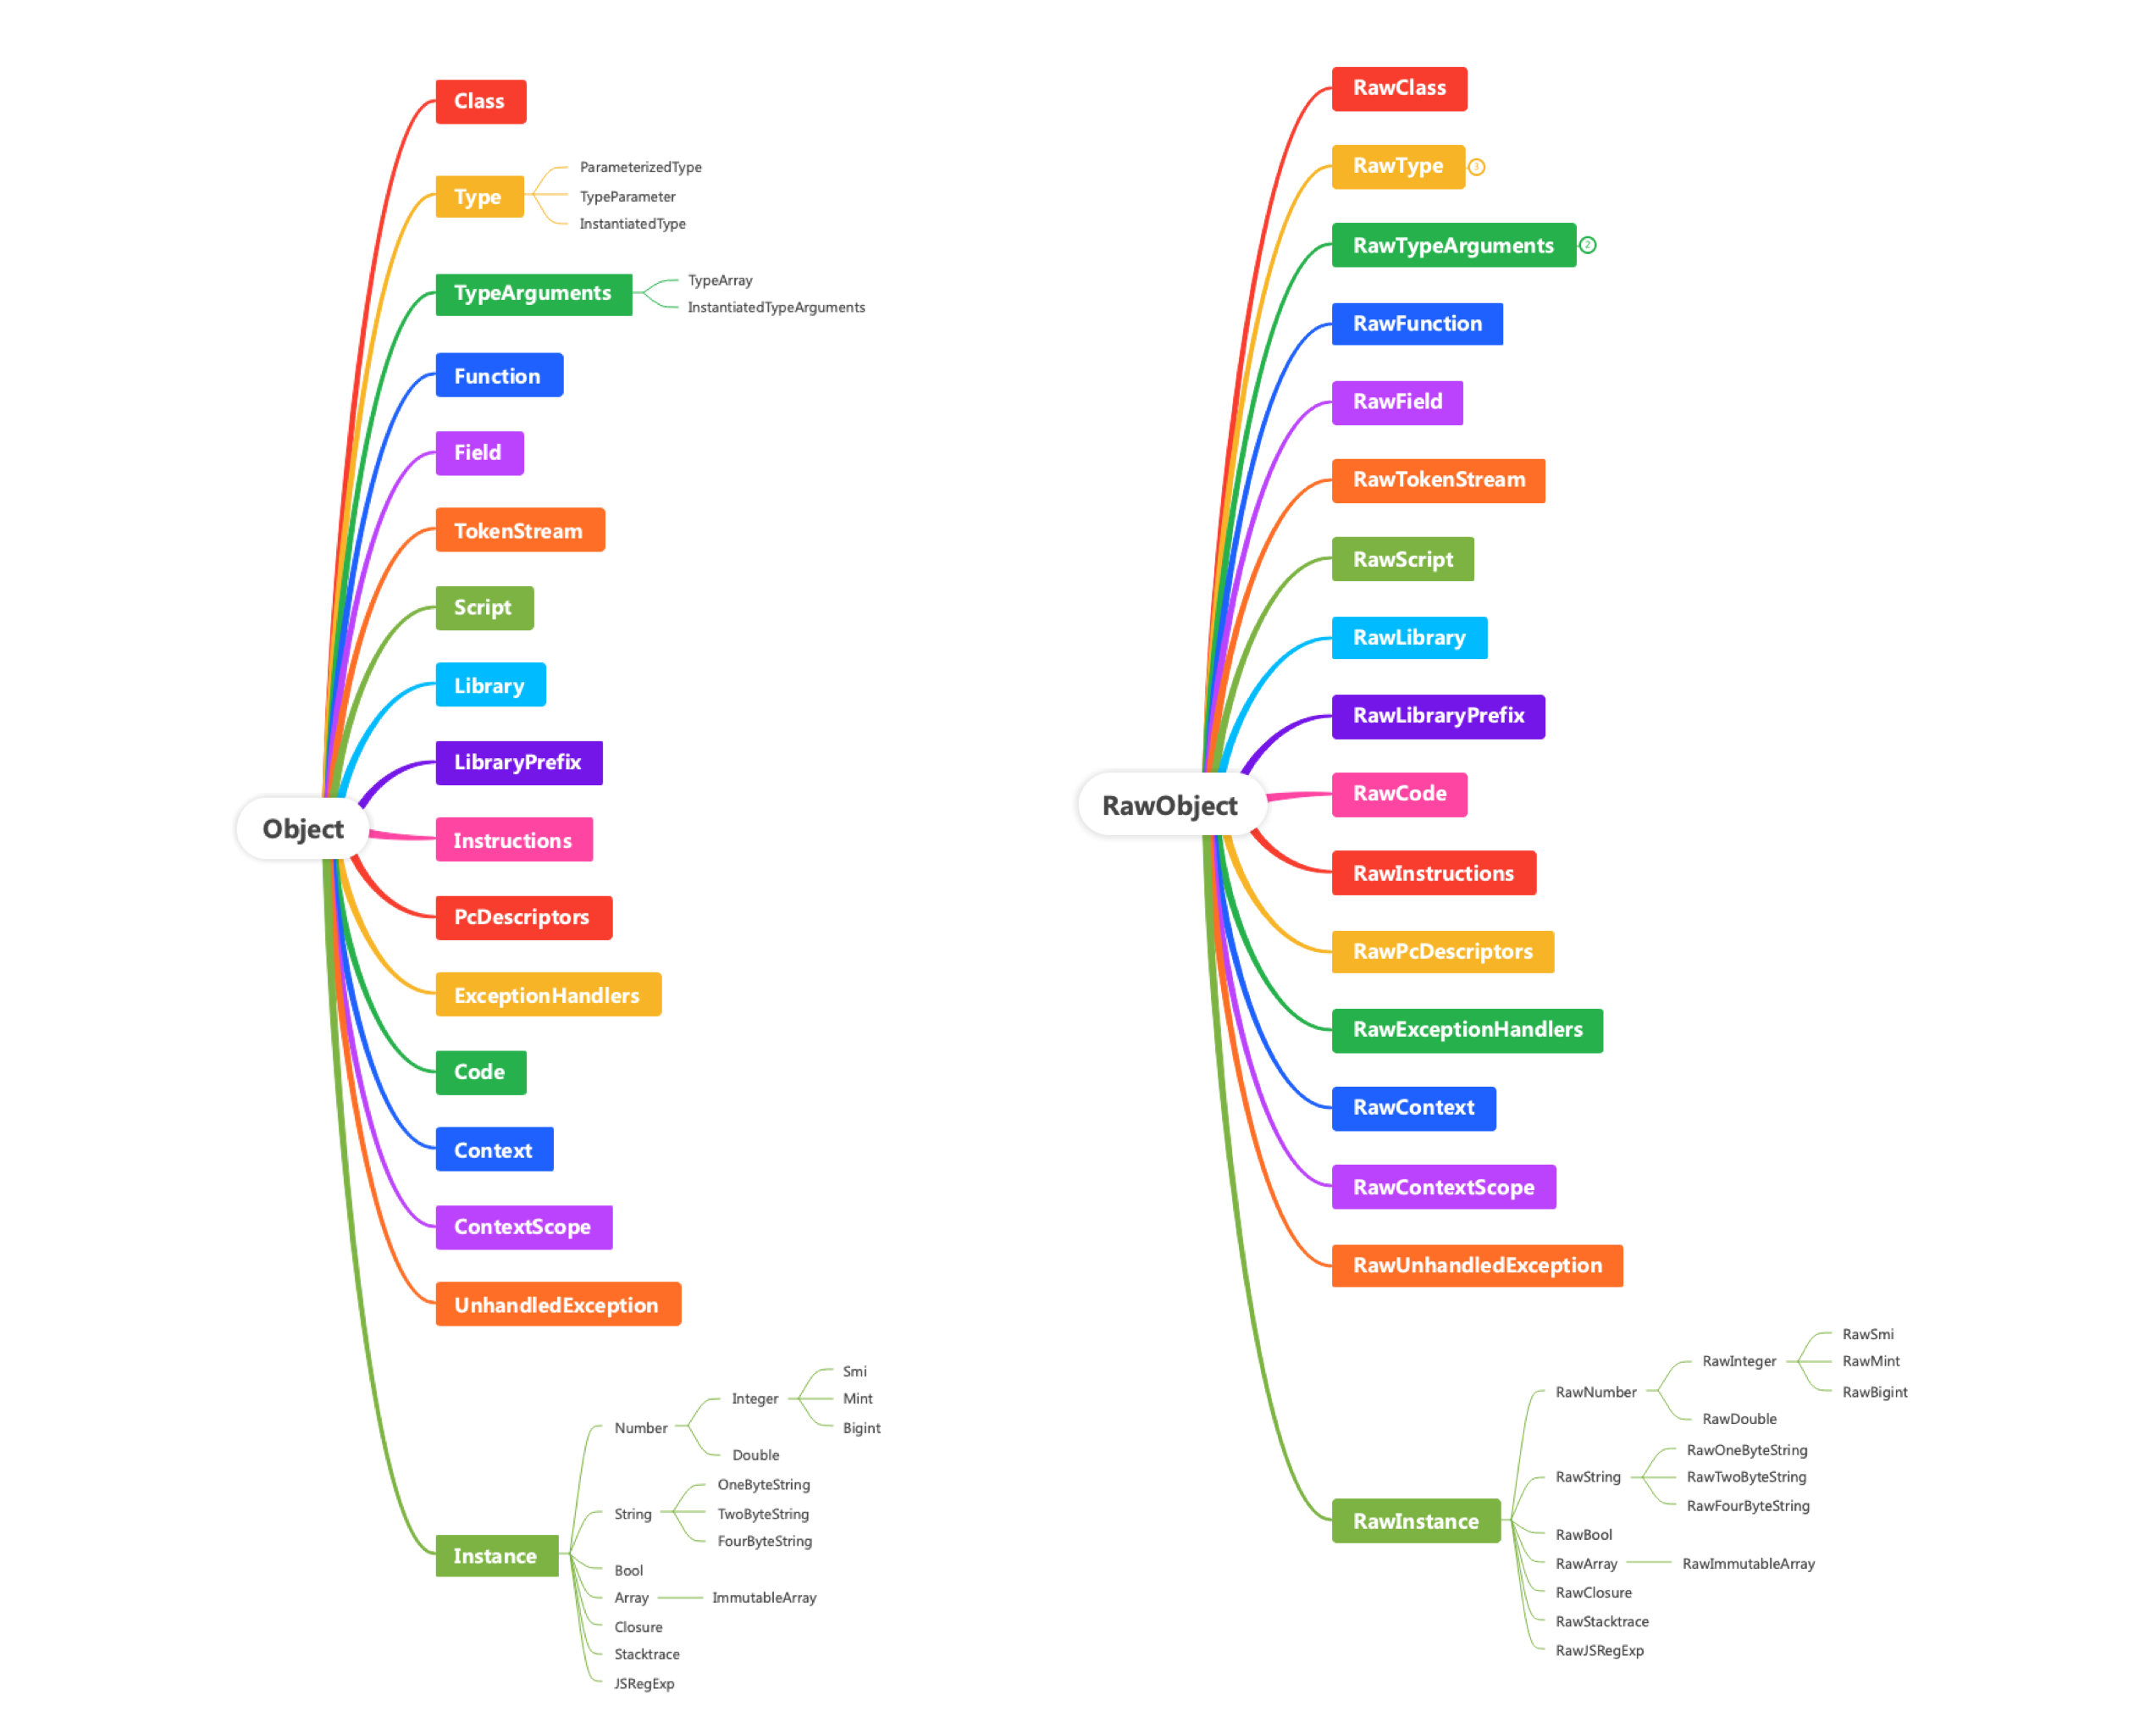 Object
Class
Type
ParameterizedType
TypeParameter
InstantiatedType
TypeArguments
TypeArray
InstantiatedTypeArguments
Function
Field
TokenStream
Script
Library
LibraryPrefix
Instructions
PcDescriptors
ExceptionHandlers
Code
Context
ContextScope
UnhandledException
Instance
Number
Integer
Smi
Mint
Bigint
Double
String
OneByteString
TwoByteString
FourByteString
Bool
Array
ImmutableArray
Closure
Stacktrace
JSRegExp
RawObject
RawClass
RawType
3
RawTypeArguments
2
RawFunction
RawField
RawTokenStream
RawScript
RawLibrary
RawLibraryPrefix
RawCode
RawInstructions
RawPcDescriptors
RawExceptionHandlers
RawContext
RawContextScope
RawUnhandledException
RawInstance
RawNumber
RawInteger
RawSmi
RawMint
RawBigint
RawDouble
RawString
RawOneByteString
RawTwoByteString
RawFourByteString
RawBool
RawArray
RawImmutableArray
RawClosure
RawStacktrace
RawJSRegExp